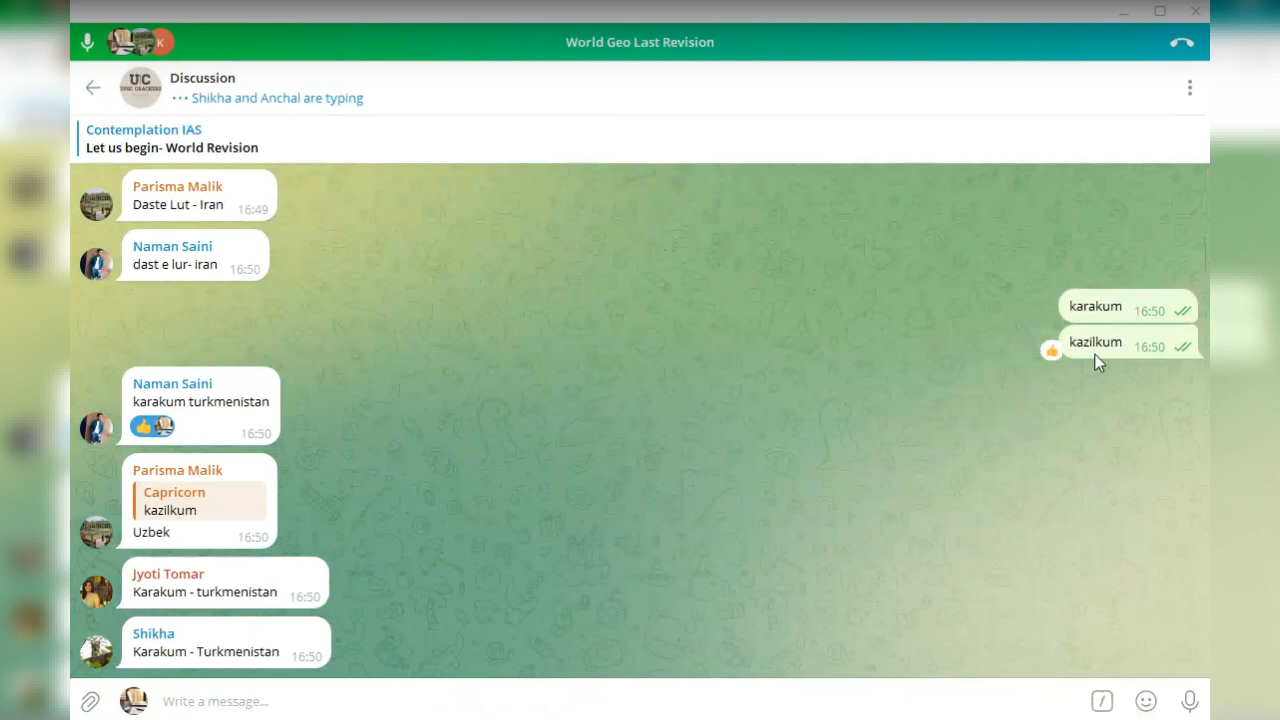 K
World Geo Last Revision
UC
UPSC CRACKERS
Discussion
Shikha and Anchal are typing
Contemplation IAS
Let us begin- World Revision
Parisma Malik
Daste Lut - Iran 16:49
Naman Saini
dast e lur- iran 16:50
karakum 16:50
kazilkum 16:50
Naman Saini
karakum turkmenistan
16:50
Parisma Malik
Capricorn
kazilkum
Uzbek 16:50
Jyoti Tomar
Karakum - turkmenistan 16:50
Shikha
Karakum - Turkmenistan 16:50
Write a message...